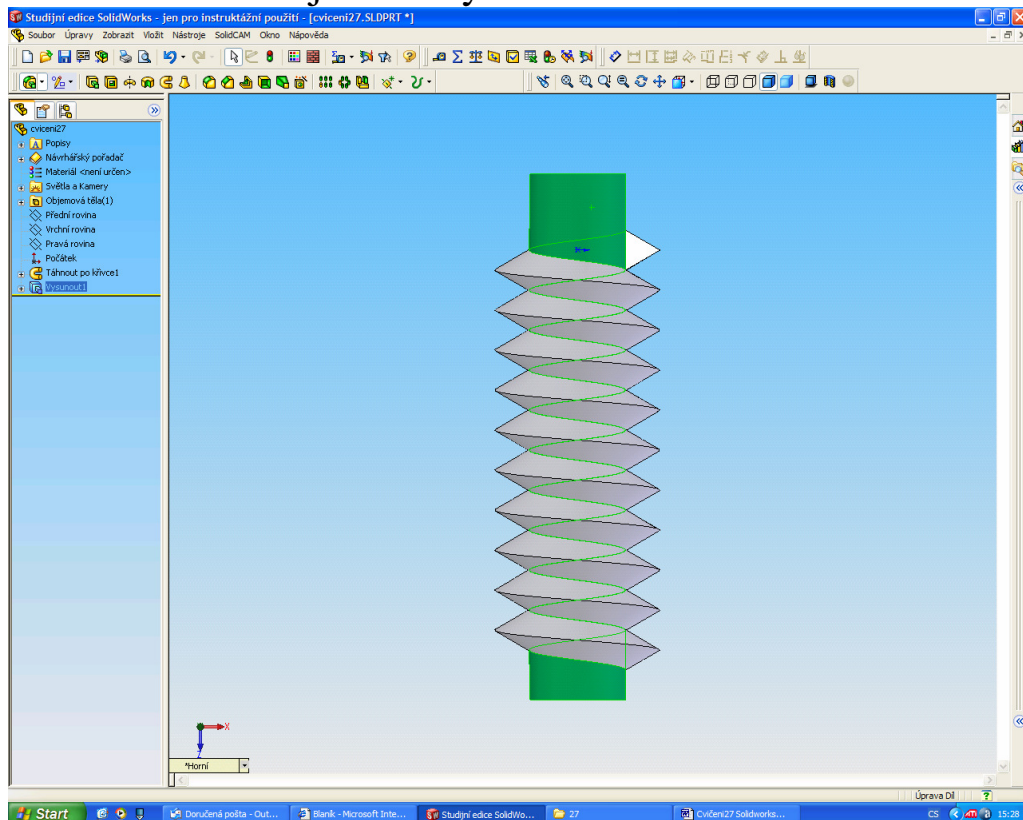 Studijní edice SolidWorks - jen pro instruktážní použití - [cviceni27.SLDPRT *]
Soubor Úpravy Zobrazit Vložit Nástroje SolidCAM Okno Nápověda
cviceni27
Popisy
Návrhářský pořadač
Materiál <není určen>
Světla a Kamery
Objemová těla(1)
Přední rovina
Vrchní rovina
Pravá rovina
Počátek
Táhnout po křivce1
Vysunout1
X
Z
*Horní
Úprava Díl
Start
Doručená pošta - Out...
Blaník - Microsoft Inte...
Studijní edice SolidWo...
27
Cvičení27 Solidworks...
CS
15:28